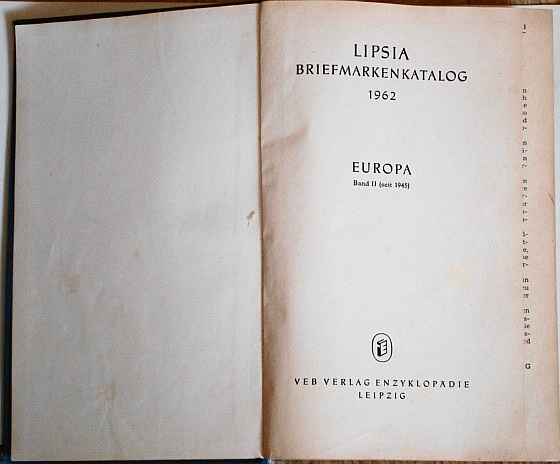 LIPSIA
BRIEFMARKENKATALOG
1962
EUROPA
Band II (seit 1945)
VEB VERLAG ENZYKLOPÄDIE
LEIPZIG